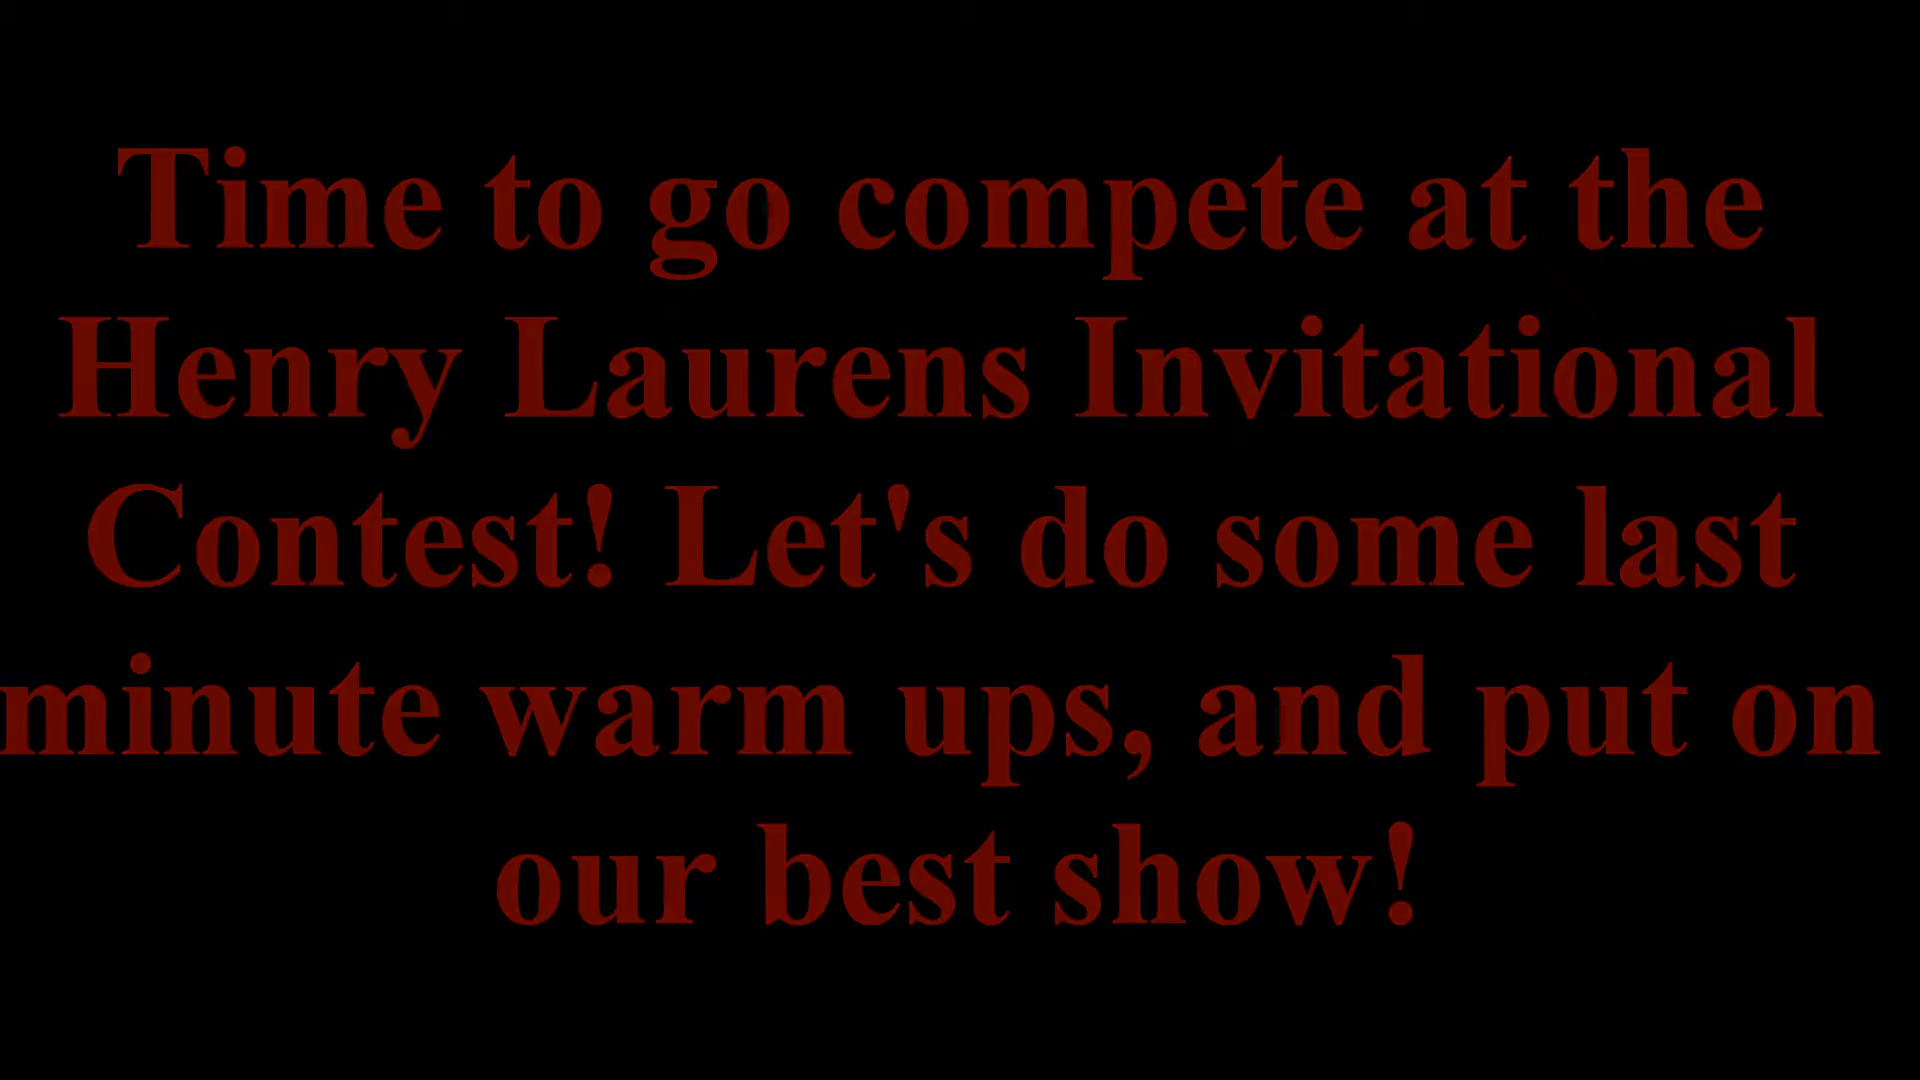 Time to go compete at the
Henry Laurens Invitational
Contest! Let's do some last
minute warm ups, and put on
our best show!